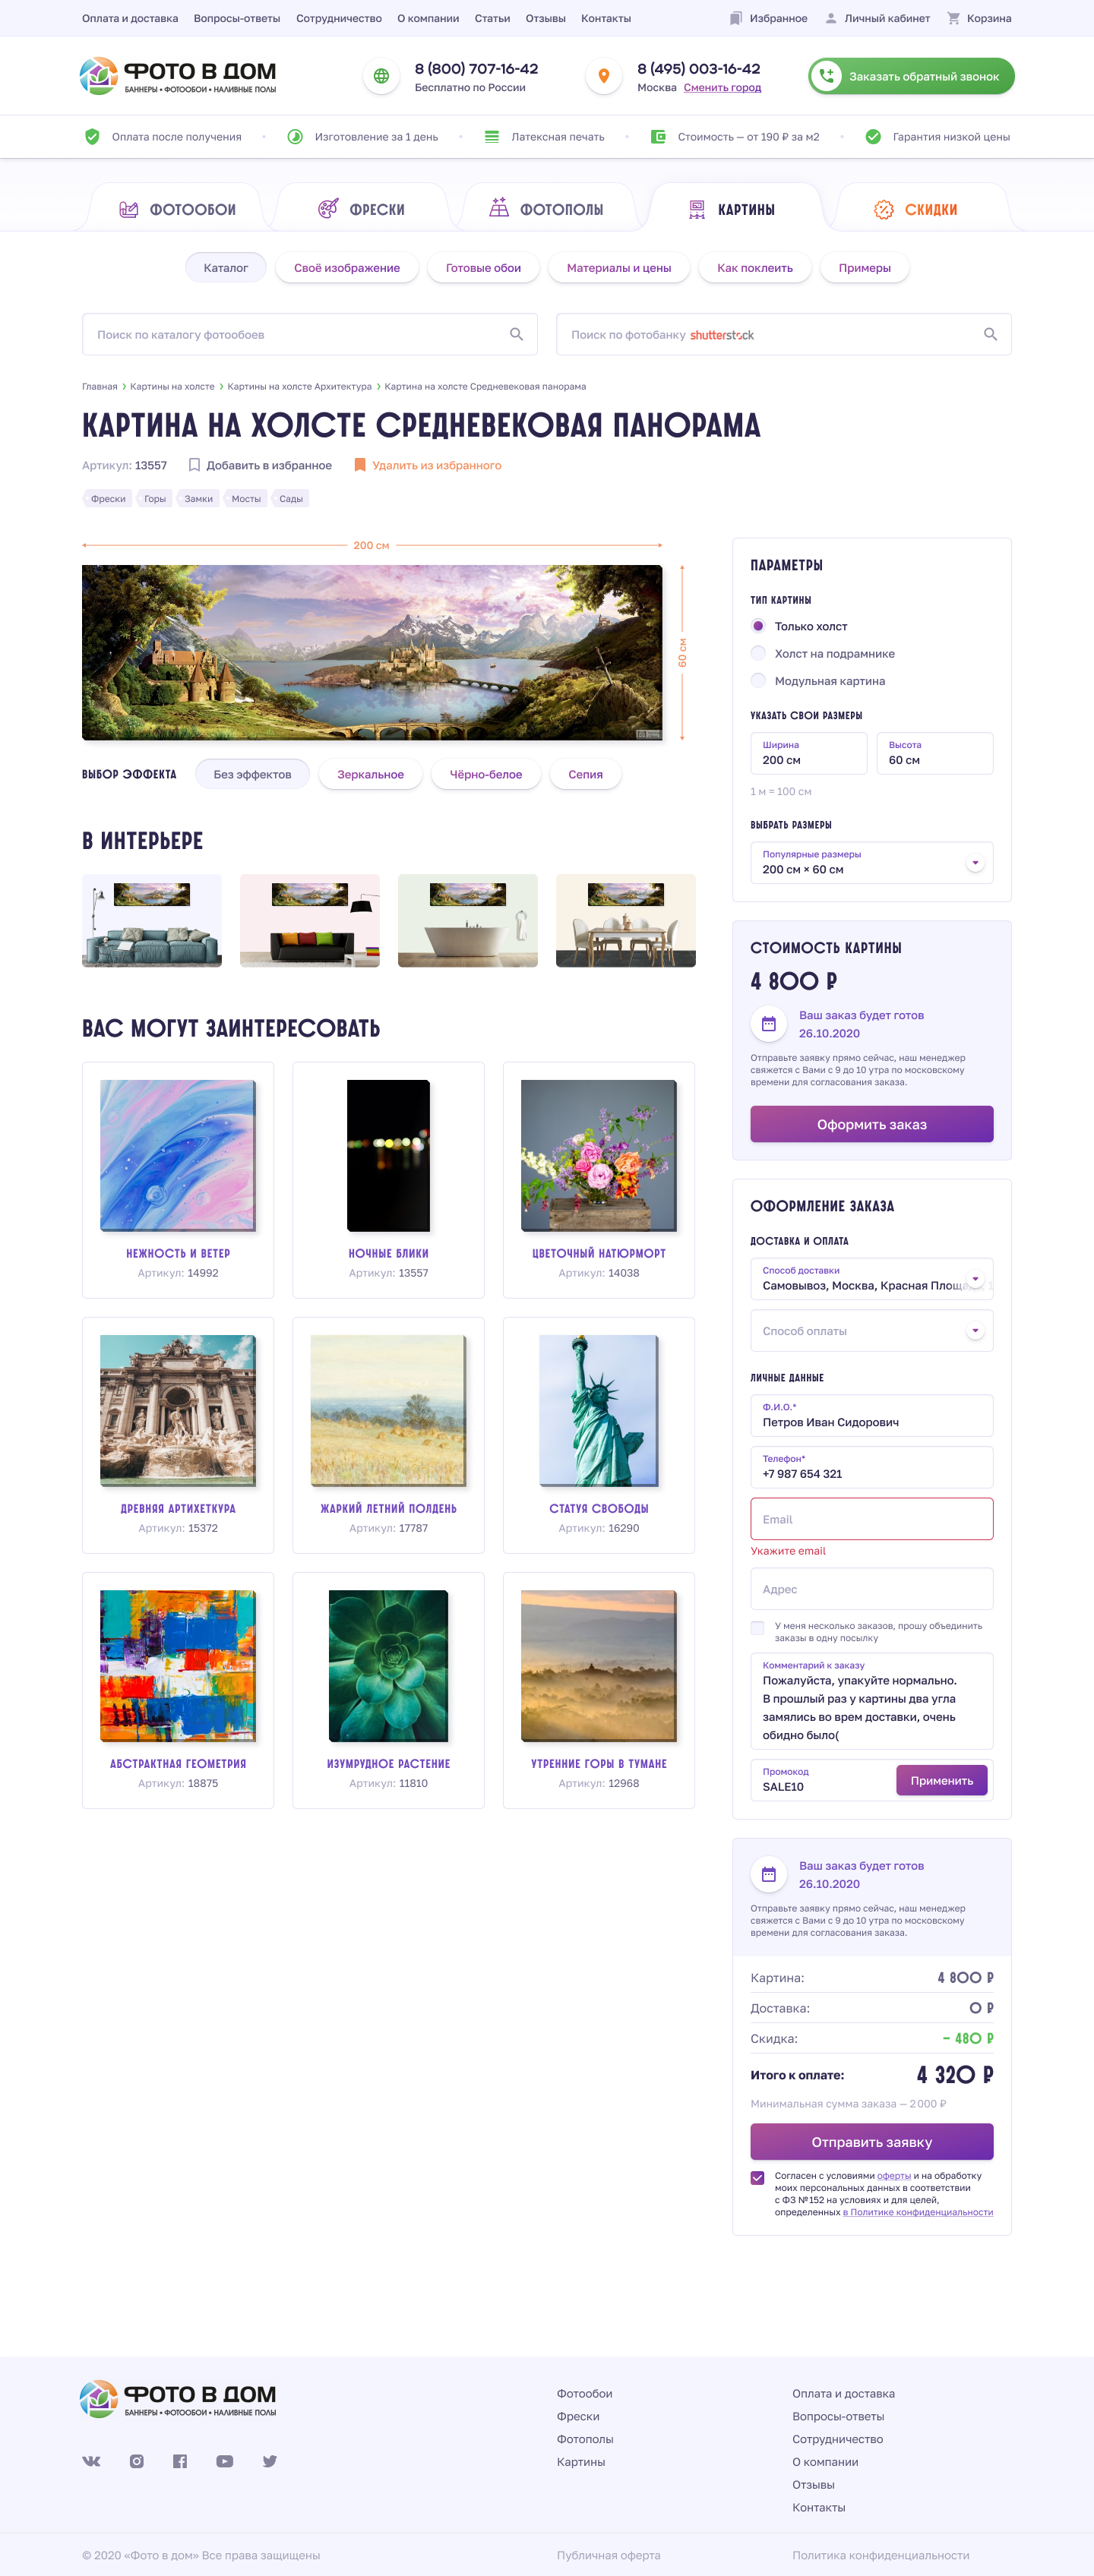 Оплата и доставка Вопросы-ответы Сотрудничество О компании Статьи Отзывы Контакты Избранное Личный кабинет Корзина
ФОТО В ДОМ
БАННЕРЫ • ФОТООБОИ • НАЛИВНЫЕ ПОЛЫ
8 (800) 707-16-42
Бесплатно по России
8 (495) 003-16-42
Москва Сменить город
Заказать обратный звонок
Оплата после получения
Изготовление за 1 день
Латексная печать
Стоимость — от 190 ₽ за м2
Гарантия низкой цены
ФОТООБОИ
ФРЕСКИ
ФОТОПОЛЫ
КАРТИНЫ
СКИДКИ
Каталог
Своё изображение
Готовые обои
Материалы и цены
Как поклеить
Примеры
Поиск по каталогу фотообоев
Поиск по фотобанку shutterstock
Главная Картины на холсте Картины на холсте Архитектура Картина на холсте Средневековая панорама
КАРТИНА НА ХОЛСТЕ СРЕДНЕВЕКОВАЯ ПАНОРАМА
Артикул: 13557 Добавить в избранное Удалить из избранного
Фрески Горы Замки Мосты Сады
200 см
60 см
ВЫБОР ЭФФЕКТА Без эффектов Зеркальное Чёрно-белое Сепия
В ИНТЕРЬЕРЕ
ВАС МОГУТ ЗАИНТЕРЕСОВАТЬ
НЕЖНОСТЬ И ВЕТЕР
Артикул: 14992
НОЧНЫЕ БЛИКИ
Артикул: 13557
ЦВЕТОЧНЫЙ НАТЮРМОРТ
Артикул: 14038
ДРЕВНЯЯ АРТИХЕТКУРА
Артикул: 15372
ЖАРКИЙ ЛЕТНИЙ ПОЛДЕНЬ
Артикул: 17787
СТАТУЯ СВОБОДЫ
Артикул: 16290
АБСТРАКТНАЯ ГЕОМЕТРИЯ
Артикул: 18875
ИЗУМРУДНОЕ РАСТЕНИЕ
Артикул: 11810
УТРЕННИЕ ГОРЫ В ТУМАНЕ
Артикул: 12968
ПАРАМЕТРЫ
ТИП КАРТИНЫ
Только холст
Холст на подрамнике
Модульная картина
УКАЗАТЬ СВОИ РАЗМЕРЫ
Ширина
200 см
Высота
60 см
1 м = 100 см
ВЫБРАТЬ РАЗМЕРЫ
Популярные размеры
200 см × 60 см
СТОИМОСТЬ КАРТИНЫ
4 800 ₽
Ваш заказ будет готов
26.10.2020
Отправьте заявку прямо сейчас, наш менеджер
свяжется с Вами с 9 до 10 утра по московскому
времени для согласования заказа.
Оформить заказ
ОФОРМЛЕНИЕ ЗАКАЗА
ДОСТАВКА И ОПЛАТА
Способ доставки
Самовывоз, Москва, Красная
Способ оплаты
ЛИЧНЫЕ ДАННЫЕ
Ф.И.О.*
Петров Иван Сидорович
Телефон*
+7 987 654 321
Email
Укажите email
Адрес
У меня несколько заказов, прошу объединить
заказы в одну посылку
Комментарий к заказу
Пожалуйста, упакуйте нормально.
В прошлый раз у картины два угла
замялись во врем доставки, очень
обидно было(
Промокод
SALE10
Применить
Ваш заказ будет готов
26.10.2020
Отправьте заявку прямо сейчас, наш менеджер
свяжется с Вами с 9 до 10 утра по московскому
времени для согласования заказа.
Картина: 4 800 ₽
Доставка: 0 ₽
Скидка: – 480 ₽
Итого к оплате: 4 320 ₽
Минимальная сумма заказа — 2 000 ₽
Отправить заявку
Согласен с условиями оферты и на обработку
моих персональных данных в соответствии
с ФЗ №152 на условиях и для целей,
определенных в Политике конфиденциальности
ФОТО В ДОМ
БАННЕРЫ • ФОТООБОИ • НАЛИВНЫЕ ПОЛЫ
Фотообои
Фрески
Фотополы
Картины
Оплата и доставка
Вопросы-ответы
Сотрудничество
О компании
Отзывы
Контакты
© 2020 «Фото в дом» Все права защищены
Публичная оферта
Политика конфиденциальности